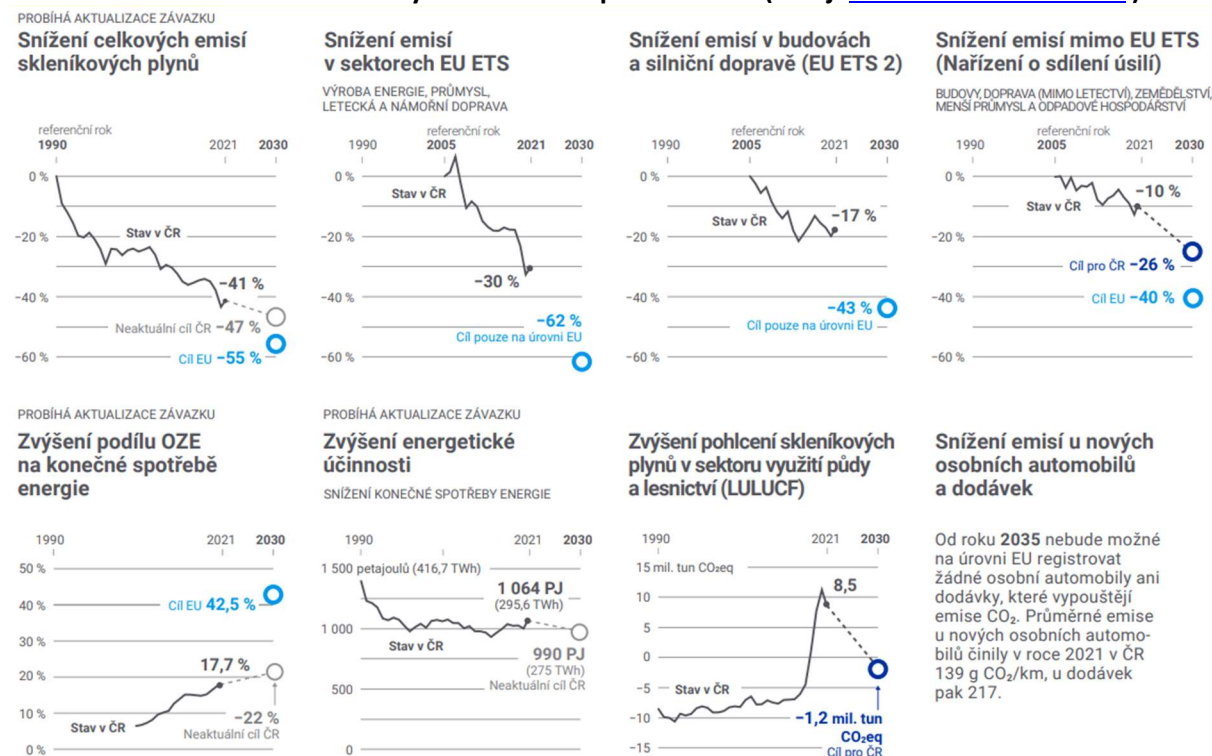 PROBÍHÁ AKTUALIZACE ZÁVAZKU
Snížení celkových emisí
skleníkových plynů
referenční rok
1990
2021
2030
0 %
−20 %
−40 %
−60 %
Stav v ČR
−41 %
Neaktuální cíl ČR −47 %
Cíl EU −55 %
Snížení emisí
v sektorech EU ETS
VÝROBA ENERGIE, PRŮMYSL,
LETECKÁ A NÁMOŘNÍ DOPRAVA
referenční rok
1990
2005
2021
2030
0 %
−20 %
−40 %
−60 %
Stav v ČR
−30 %
−62 %
Cíl pouze na úrovni EU
Snížení emisí v budovách
a silniční dopravě (EU ETS 2)
referenční rok
1990
2005
2021
2030
0 %
−20 %
−40 %
−60 %
Stav v ČR
−17 %
−43 %
Cíl pouze na úrovni EU
Snížení emisí mimo EU ETS
(Nařízení o sdílení úsilí)
BUDOVY, DOPRAVA (MIMO LETECTVÍ), ZEMĚDĚLSTVÍ,
MENŠÍ PRŮMYSL A ODPADOVÉ HOSPODÁŘSTVÍ
referenční rok
1990
2005
2021
2030
0 %
−20 %
−40 %
−60 %
Stav v ČR
−10 %
Cíl pro ČR −26 %
Cíl EU −40 %
PROBÍHÁ AKTUALIZACE ZÁVAZKU
Zvýšení podílu OZE
na konečné spotřebě
energie
1990
2021
2030
50 %
40 %
30 %
20 %
10 %
0 %
Cíl EU 42,5 %
17,7 %
Stav v ČR
−22 %
Neaktuální cíl ČR
PROBÍHÁ AKTUALIZACE ZÁVAZKU
Zvýšení energetické
účinnosti
SNÍŽENÍ KONEČNÉ SPOTŘEBY ENERGIE
1990
2021
2030
1 500 petajoulů (416,7 TWh)
1 000
500
0
1 064 PJ
(295,6 TWh)
Stav v ČR
990 PJ
(275 TWh)
Neaktuální cíl ČR
Zvýšení pohlcení skleníkových
plynů v sektoru využití půdy
a lesnictví (LULUCF)
1990
2021
2030
15 mil. tun CO₂eq
10
5
0
−5
−10
−15
8,5
Stav v ČR
−1,2 mil. tun
CO₂eq
Cíl pro ČR
Snížení emisí u nových
osobních automobilů
a dodávek
Od roku 2035 nebude možné
na úrovni EU registrovat
žádné osobní automobily ani
dodávky, které vypouštějí
emise CO₂. Průměrné emise
u nových osobních automo-
bilů činily v roce 2021 v ČR
139 g CO₂/km, u dodávek
pak 217.